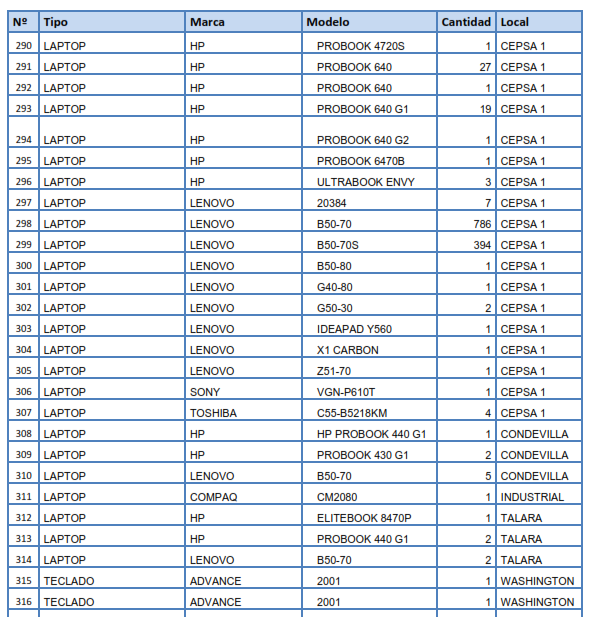 Nº Tipo Marca Modelo Cantidad Local
290 LAPTOP HP PROBOOK 4720S 1 CEPSA 1
291 LAPTOP HP PROBOOK 640 27 CEPSA 1
292 LAPTOP HP PROBOOK 640 1 CEPSA 1
293 LAPTOP HP PROBOOK 640 G1 19 CEPSA 1
294 LAPTOP HP PROBOOK 640 G2 1 CEPSA 1
295 LAPTOP HP PROBOOK 6470B 1 CEPSA 1
296 LAPTOP HP ULTRABOOK ENVY 3 CEPSA 1
297 LAPTOP LENOVO 20384 7 CEPSA 1
298 LAPTOP LENOVO B50-70 786 CEPSA 1
299 LAPTOP LENOVO B50-70S 394 CEPSA 1
300 LAPTOP LENOVO B50-80 1 CEPSA 1
301 LAPTOP LENOVO G40-80 1 CEPSA 1
302 LAPTOP LENOVO G50-30 2 CEPSA 1
303 LAPTOP LENOVO IDEAPAD Y560 1 CEPSA 1
304 LAPTOP LENOVO X1 CARBON 1 CEPSA 1
305 LAPTOP LENOVO Z51-70 1 CEPSA 1
306 LAPTOP SONY VGN-P610T 1 CEPSA 1
307 LAPTOP TOSHIBA C55-B5218KM 4 CEPSA 1
308 LAPTOP HP HP PROBOOK 440 G1 1 CONDEVILLA
309 LAPTOP HP PROBOOK 430 G1 2 CONDEVILLA
310 LAPTOP LENOVO B50-70 5 CONDEVILLA
311 LAPTOP COMPAQ CM2080 1 INDUSTRIAL
312 LAPTOP HP ELITEBOOK 8470P 1 TALARA
313 LAPTOP HP PROBOOK 440 G1 2 TALARA
314 LAPTOP LENOVO B50-70 2 TALARA
315 TECLADO ADVANCE 2001 1 WASHINGTON
316 TECLADO ADVANCE 2001 1 WASHINGTON